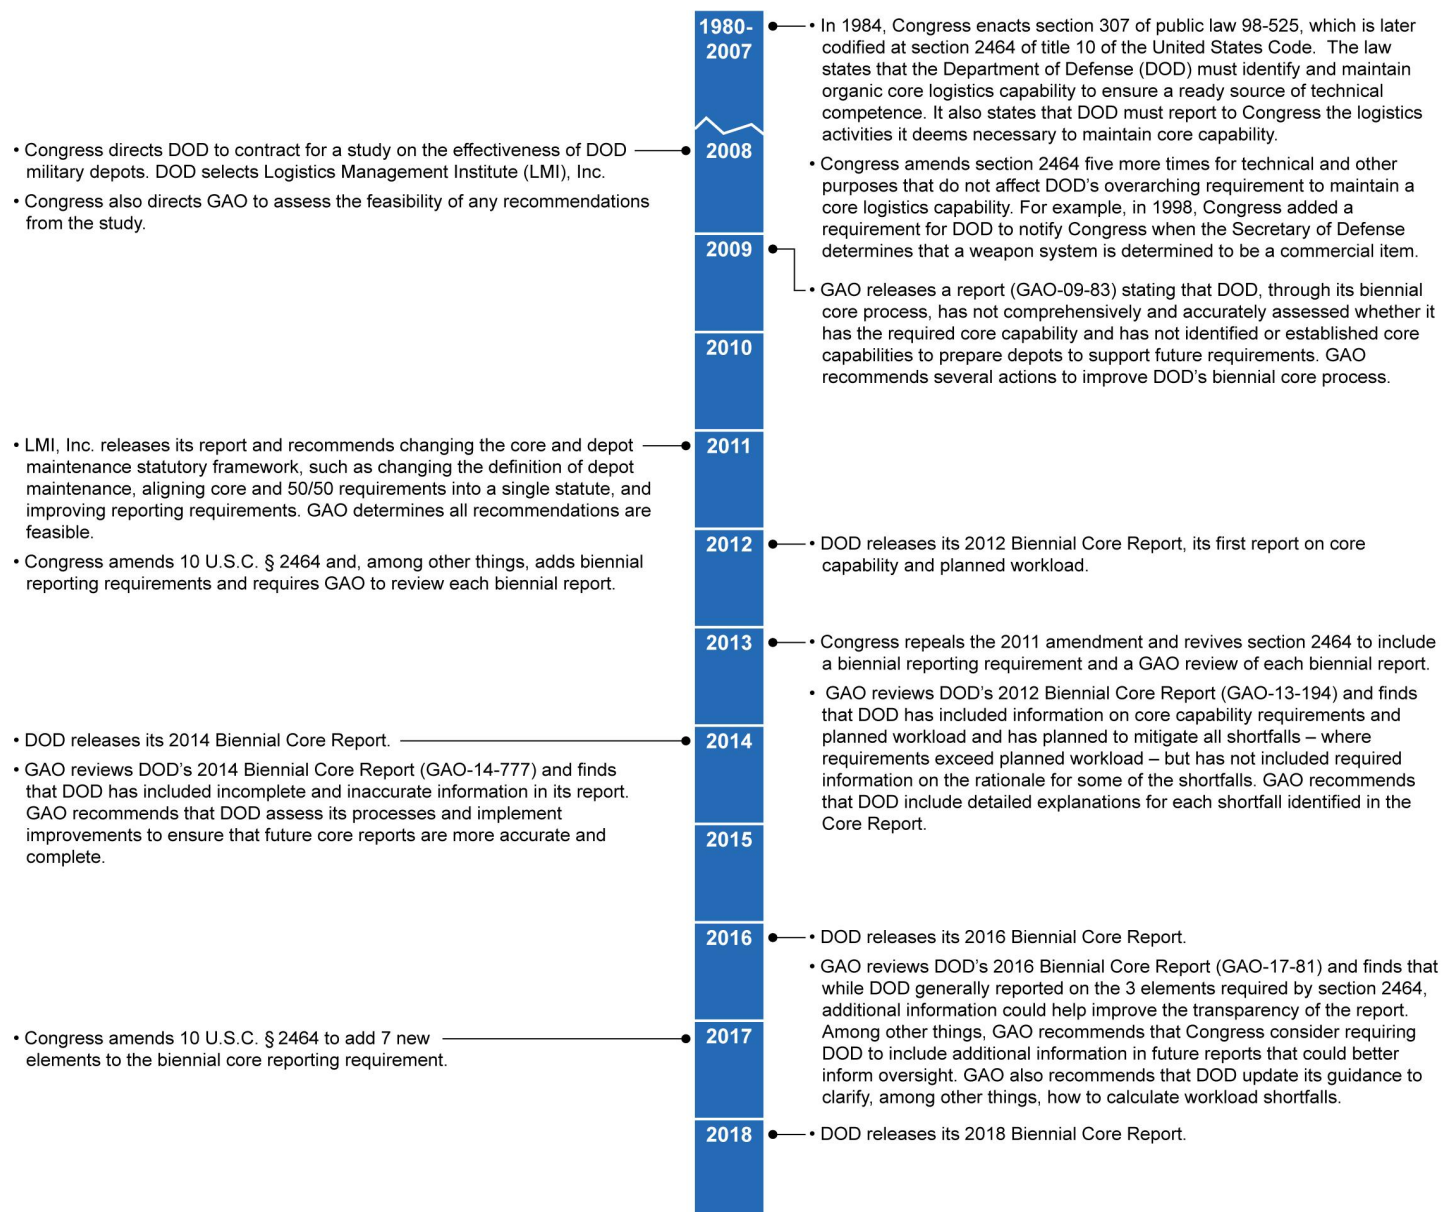 1980-
2007
• In 1984, Congress enacts section 307 of public law 98-525, which is later
codified at section 2464 of title 10 of the United States Code. The law
states that the Department of Defense (DOD) must identify and maintain
organic core logistics capability to ensure a ready source of technical
competence. It also states that DOD must report to Congress the logistics
activities it deems necessary to maintain core capability.
• Congress amends section 2464 five more times for technical and other
purposes that do not affect DOD's overarching requirement to maintain a
core logistics capability. For example, in 1998, Congress added a
requirement for DOD to notify Congress when the Secretary of Defense
determines that a weapon system is determined to be a commercial item.
2008
• Congress directs DOD to contract for a study on the effectiveness of DOD
military depots. DOD selects Logistics Management Institute (LMI), Inc.
• Congress also directs GAO to assess the feasibility of any recommendations
from the study.
2009
• GAO releases a report (GAO-09-83) stating that DOD, through its biennial
core process, has not comprehensively and accurately assessed whether it
has the required core capability and has not identified or established core
capabilities to prepare depots to support future requirements. GAO
recommends several actions to improve DOD's biennial core process.
2010
2011
• LMI, Inc. releases its report and recommends changing the core and depot
maintenance statutory framework, such as changing the definition of depot
maintenance, aligning core and 50/50 requirements into a single statute, and
improving reporting requirements. GAO determines all recommendations are
feasible.
• Congress amends 10 U.S.C. § 2464 and, among other things, adds biennial
reporting requirements and requires GAO to review each biennial report.
2012
• DOD releases its 2012 Biennial Core Report, its first report on core
capability and planned workload.
2013
• Congress repeals the 2011 amendment and revives section 2464 to include
a biennial reporting requirement and a GAO review of each biennial report.
• GAO reviews DOD's 2012 Biennial Core Report (GAO-13-194) and finds
that DOD has included information on core capability requirements and
planned workload and has planned to mitigate all shortfalls – where
requirements exceed planned workload – but has not included required
information on the rationale for some of the shortfalls. GAO recommends
that DOD include detailed explanations for each shortfall identified in the
Core Report.
2014
• DOD releases its 2014 Biennial Core Report.
• GAO reviews DOD's 2014 Biennial Core Report (GAO-14-777) and finds
that DOD has included incomplete and inaccurate information in its report.
GAO recommends that DOD assess its processes and implement
improvements to ensure that future core reports are more accurate and
complete.
2015
2016
• DOD releases its 2016 Biennial Core Report.
• GAO reviews DOD's 2016 Biennial Core Report (GAO-17-81) and finds that
while DOD generally reported on the 3 elements required by section 2464,
additional information could help improve the transparency of the report.
Among other things, GAO recommends that Congress consider requiring
DOD to include additional information in future reports that could better
inform oversight. GAO also recommends that DOD update its guidance to
clarify, among other things, how to calculate workload shortfalls.
2017
• Congress amends 10 U.S.C. § 2464 to add 7 new
elements to the biennial core reporting requirement.
2018
• DOD releases its 2018 Biennial Core Report.